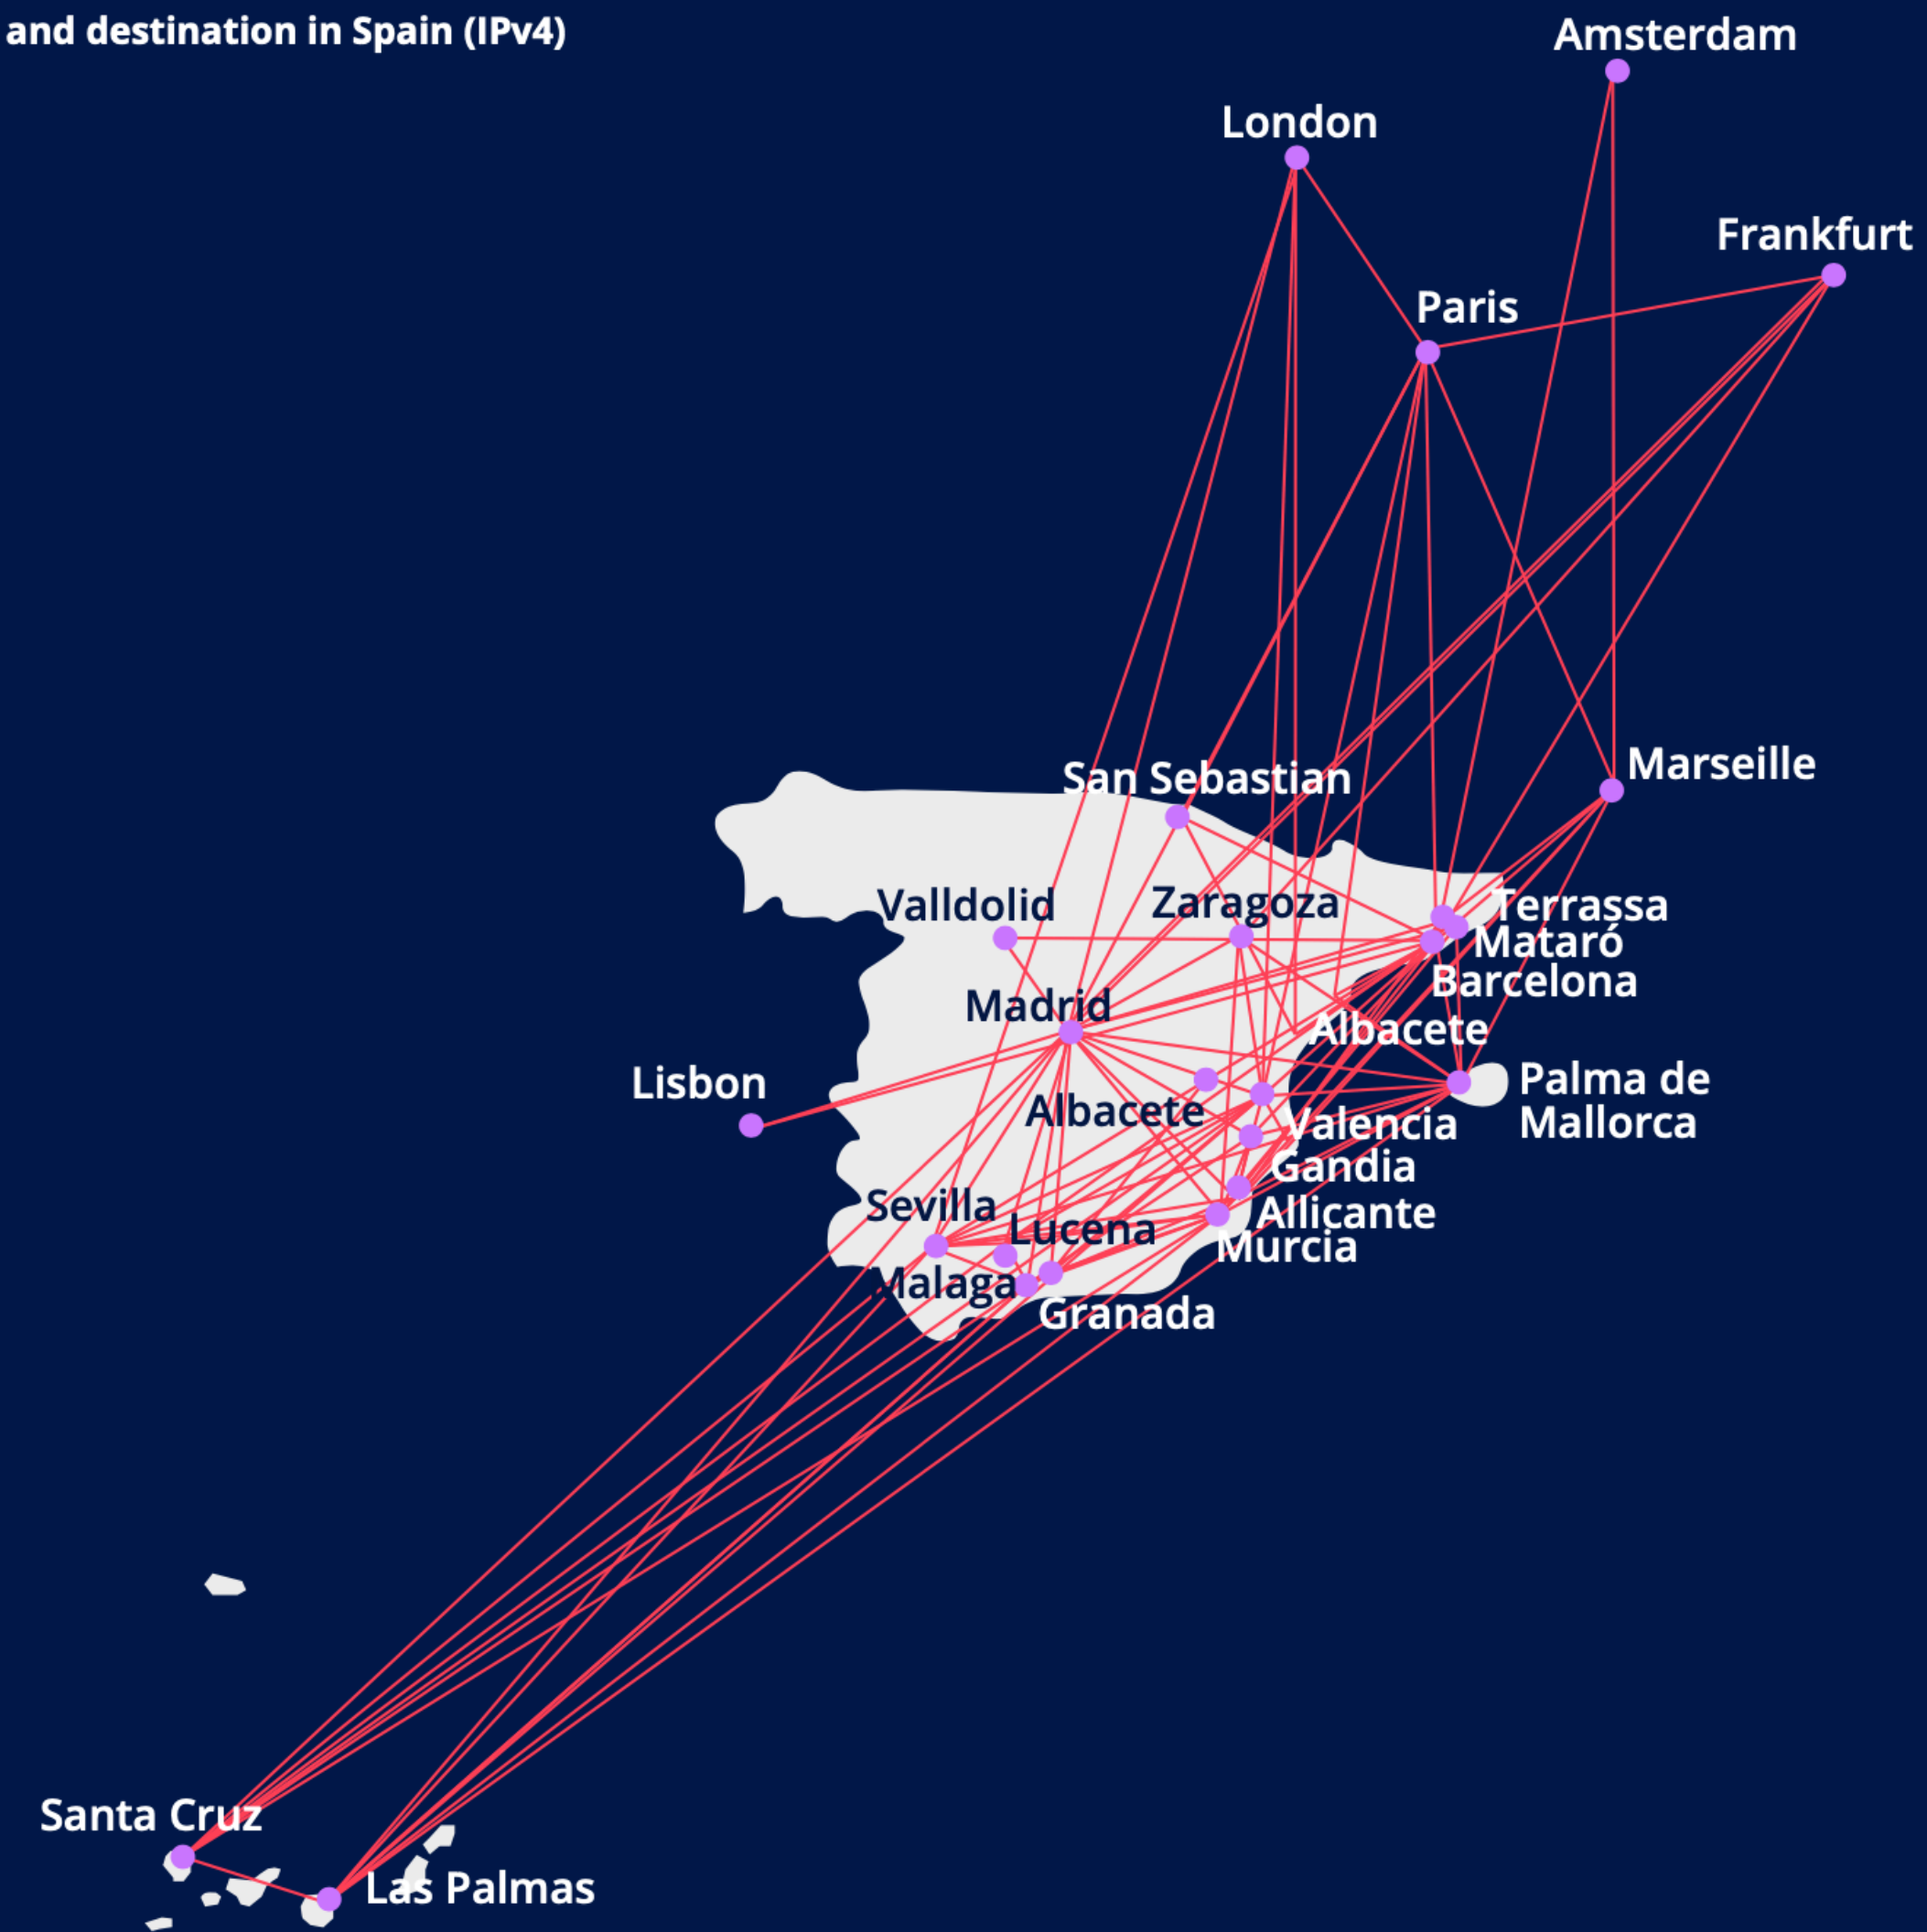 and destination in Spain (IPv4)
Amsterdam
London
Frankfurt
Paris
Marseille
San Sebastian
Valldolid
Zaragoza
Terrassa
Mataró
Barcelona
Madrid
Albacete
Lisbon
Palma de
Mallorca
Albacete
Valencia
Gandia
Sevilla
Lucena
Allicante
Murcia
Malaga
Granada
Santa Cruz
Las Palmas